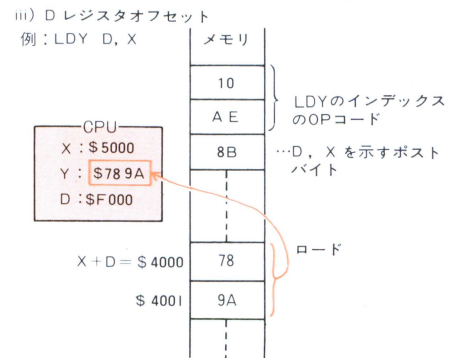 iii) D レジスタオフセット
例：LDY D, X
メモリ
10
AE
LDYのインデックス
のOPコード
CPU
X：$5000
Y：$789A
D：$F000
8B
…D，X を示すポスト
バイト
X＋D＝$4000
78
ロード
$4001
9A